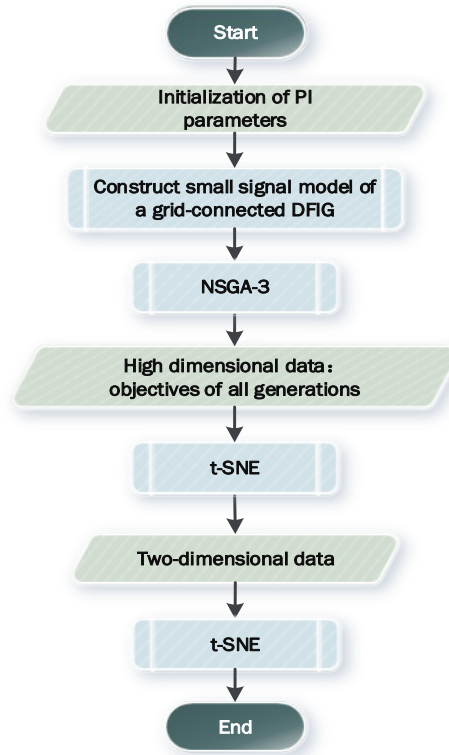 Start
Initialization of PI
parameters
Construct small signal model of
a grid-connected DFIG
NSGA-3
High dimensional data:
objectives of all generations
t-SNE
Two-dimensional data
t-SNE
End